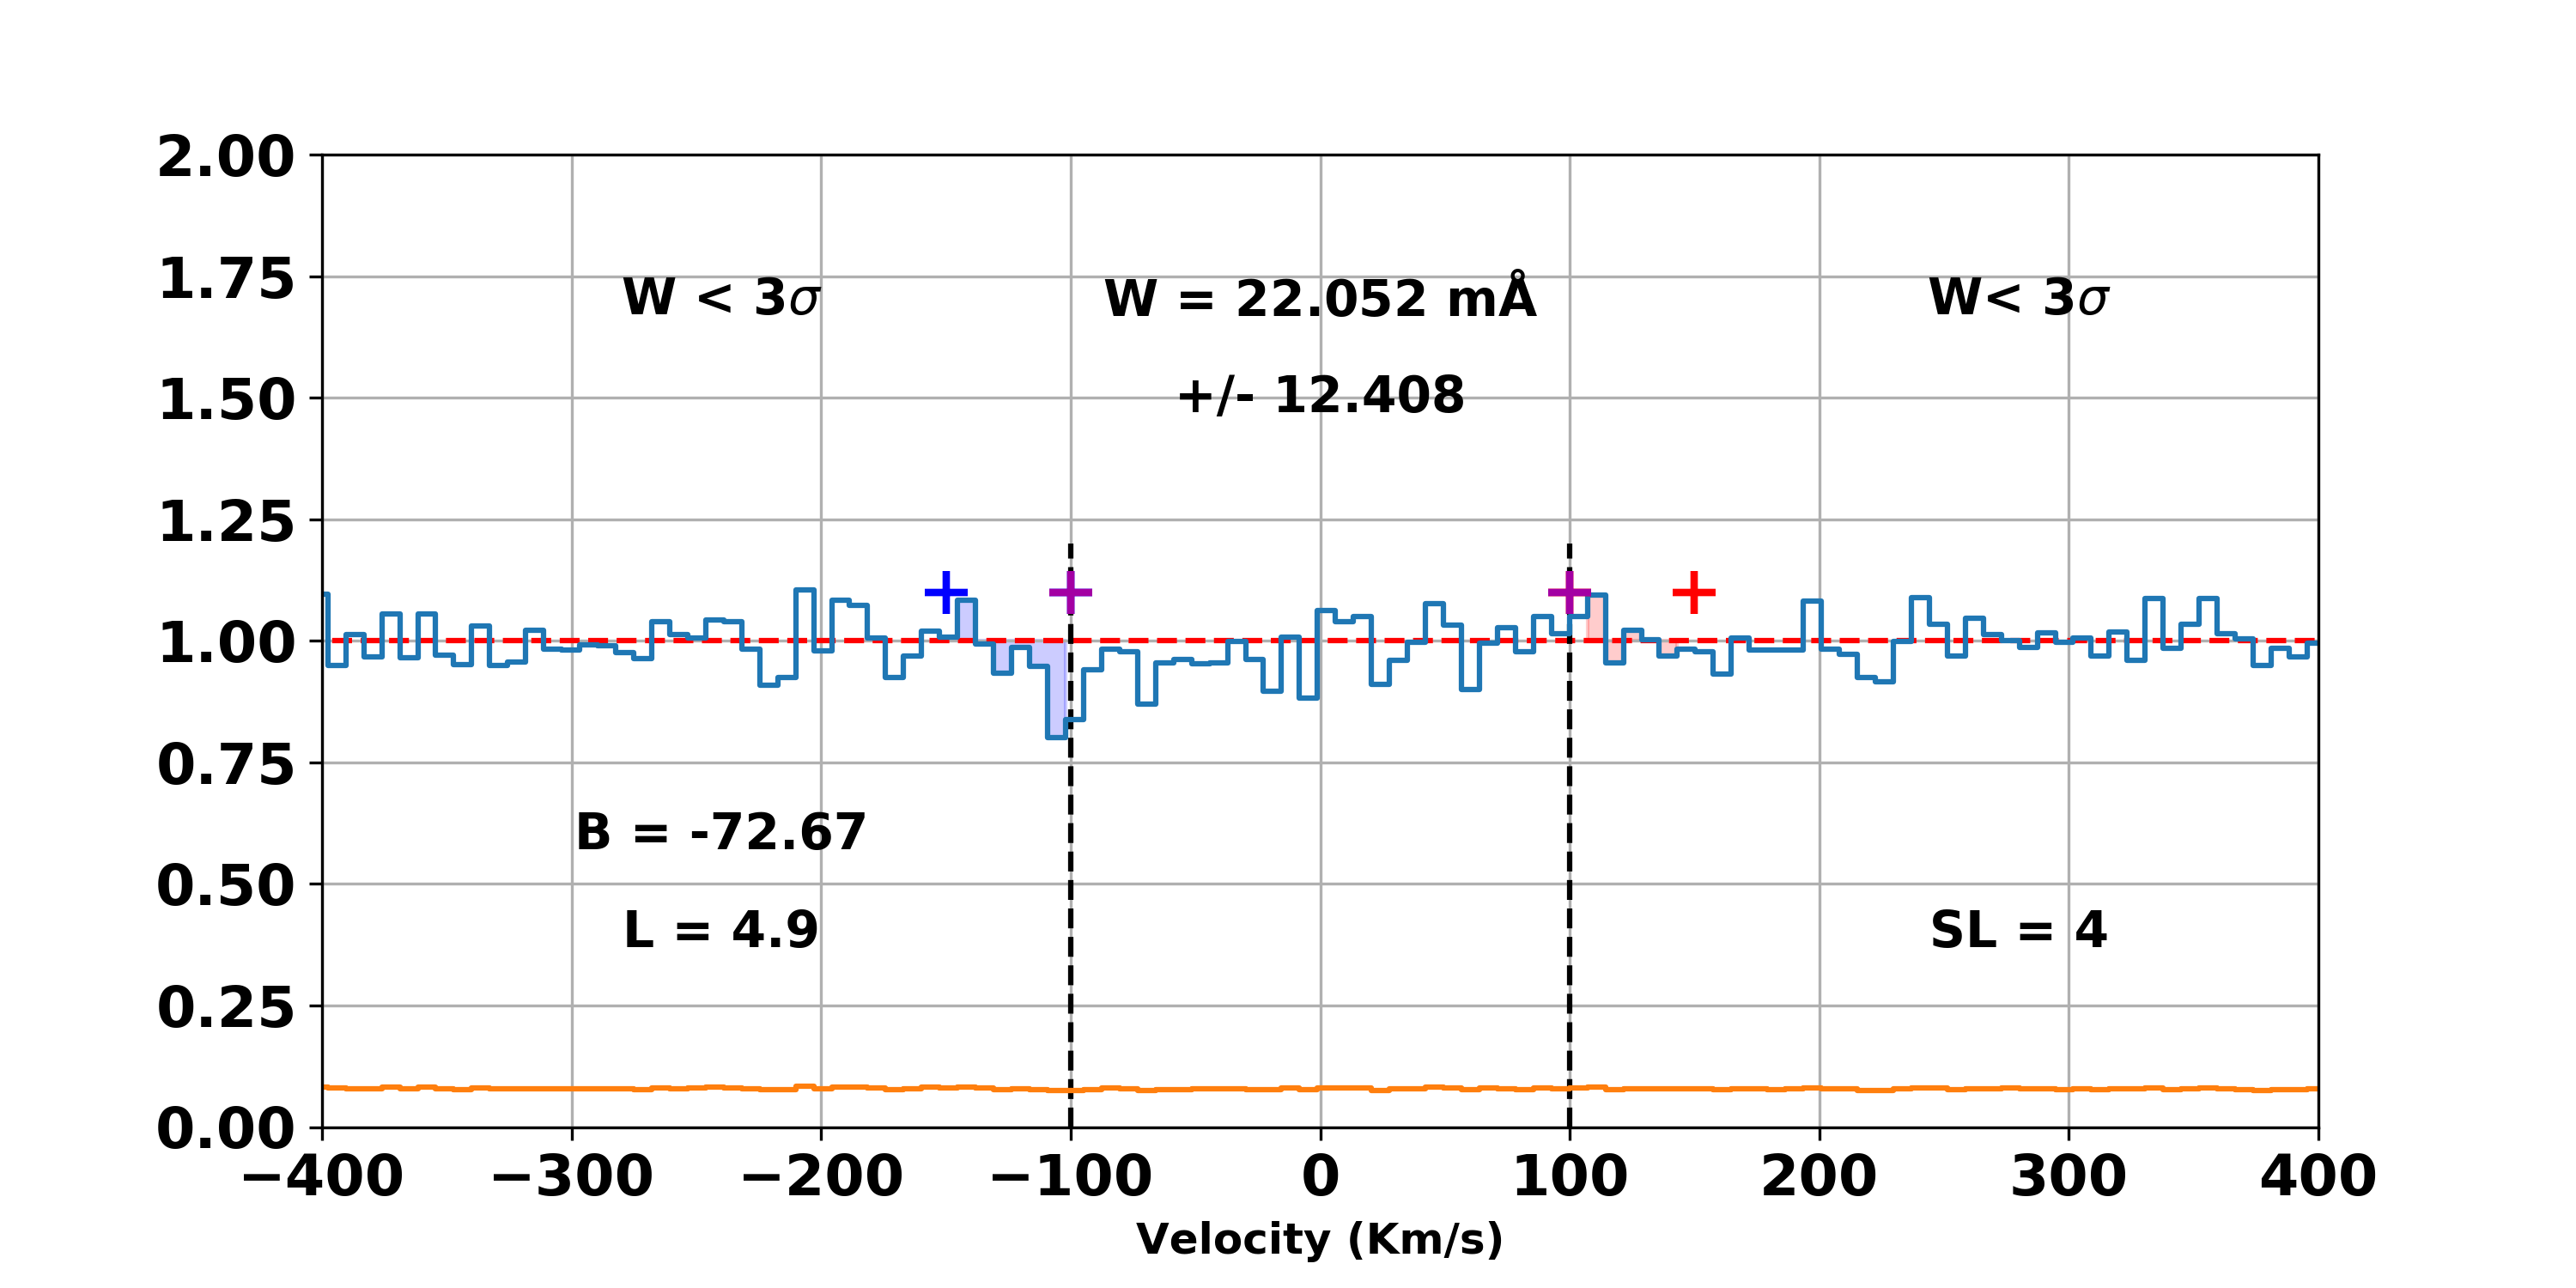 2.00
1.75
1.50
1.25
1.00
0.75
0.50
0.25
0.00
W < 3σ
W = 22.052 mÅ
+/- 12.408
W< 3σ
B = -72.67
L = 4.9
SL = 4
−400 −300 −200 −100 0 100 200 300 400
Velocity (Km/s)